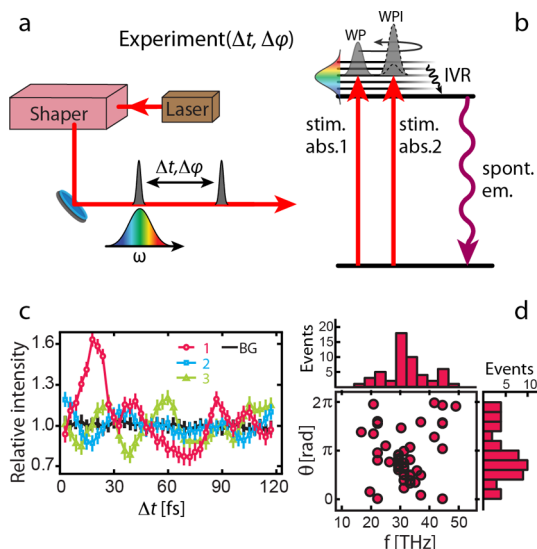 a
Experiment(Δt, Δφ)
Shaper
Laser
Δt,Δφ
ω
b
WP
WPI
IVR
stim.
abs.1
stim.
abs.2
spont.
em.
c
Relative intensity
1.6
1.3
1.0
0.7
1
2
3
BG
0
30
60
90
120
Δt [fs]
d
Events
20
15
10
5
Events
5 10
θ [rad]
2π
π
0
10 20 30 40 50
f [THz]